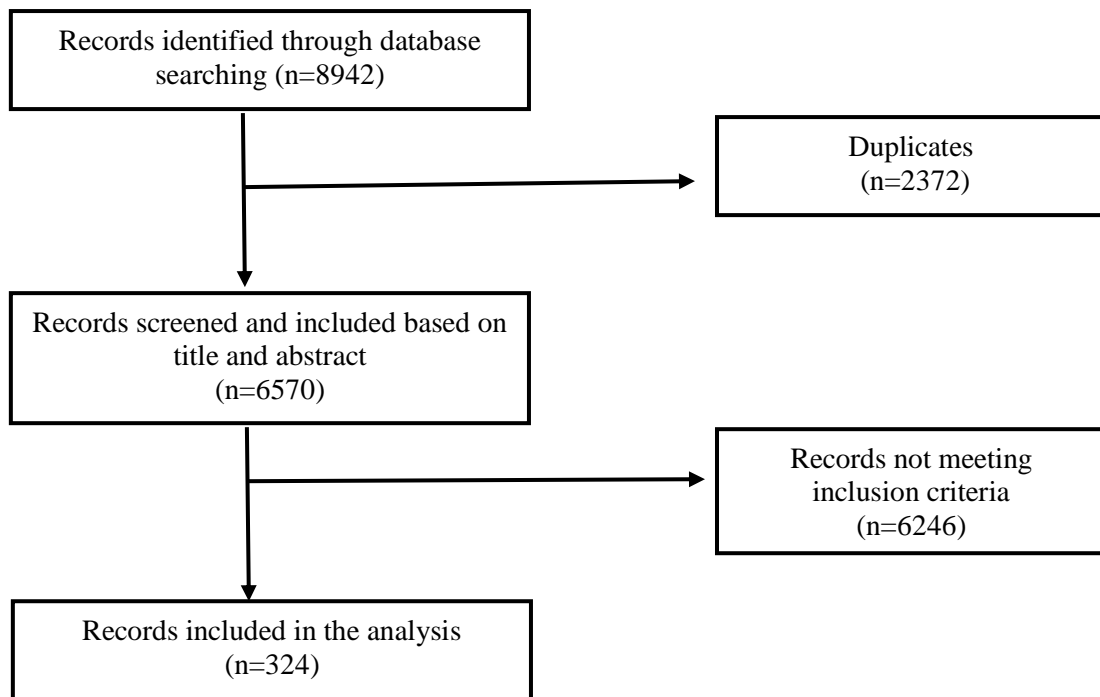 Records identified through database
searching (n=8942)
Duplicates
(n=2372)
Records screened and included based on
title and abstract
(n=6570)
Records not meeting
inclusion criteria
(n=6246)
Records included in the analysis
(n=324)